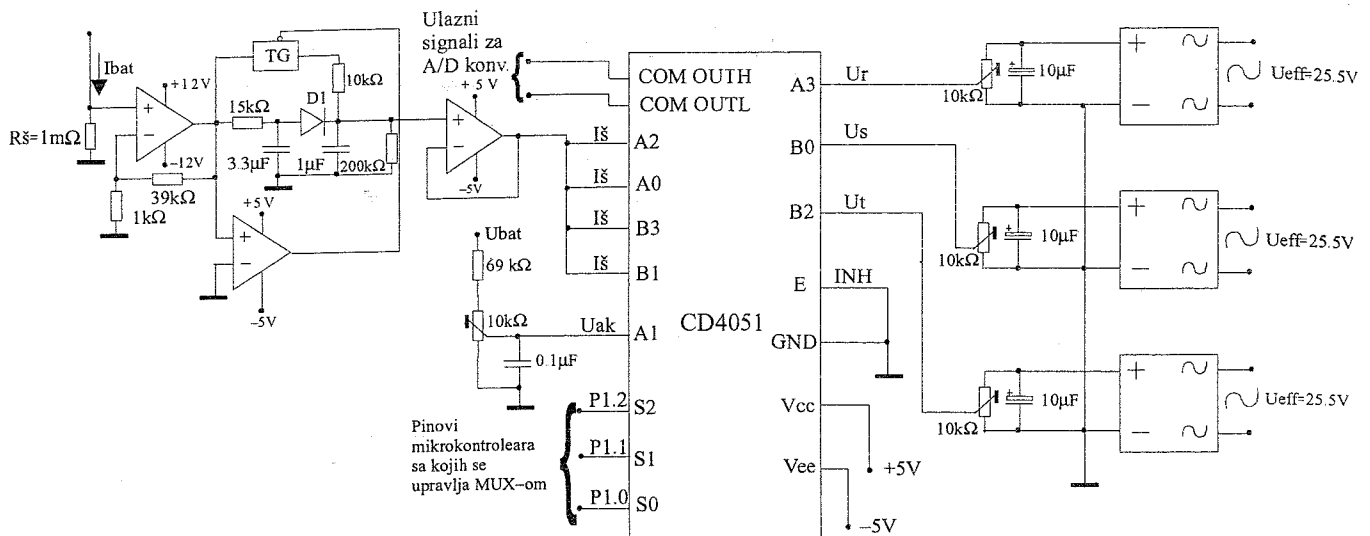 Ulazni
signali za
A/D konv.
Ibat
+12V
−12V
Rš=1mΩ
TG
10kΩ
15kΩ
D1
3.3μF
1μF
200kΩ
39kΩ
1kΩ
+5V
−5V
+5V
−5V
COM OUTH
COM OUTL
Iš
A2
Iš
A0
Iš
B3
Iš
B1
Ubat
69 kΩ
10kΩ
Uak
A1
0.1μF
Pinovi
mikrokontroleara
sa kojih se
upravlja MUX−om
P1.2
S2
P1.1
S1
P1.0
S0
CD4051
A3
Ur
B0
Us
B2
Ut
E
INH
GND
Vcc
+5V
Vee
−5V
10kΩ
10μF
+
−
Ueff=25.5V
10kΩ
10μF
+
−
Ueff=25.5V
10kΩ
10μF
+
−
Ueff=25.5V